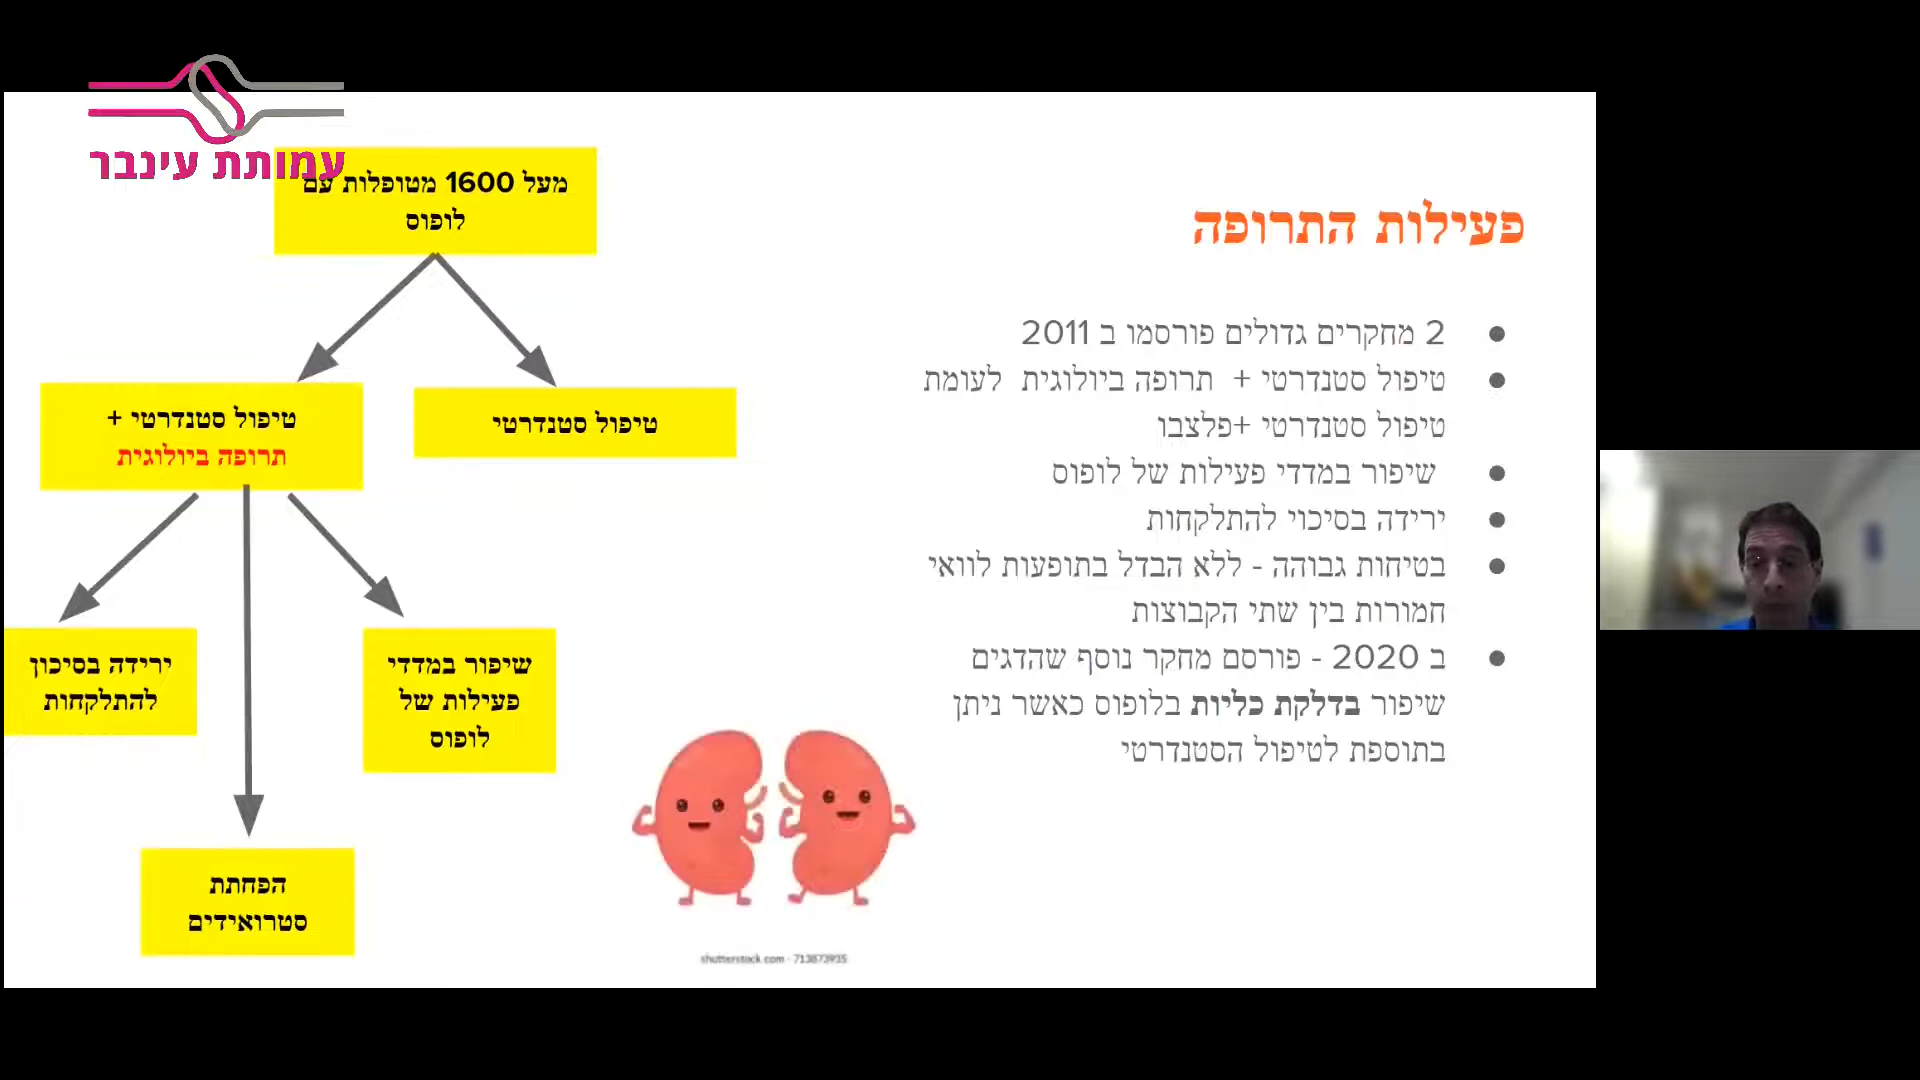 עמותת עינבר
פעילות התרופה
2 מחקרים גדולים פורסמו ב 2011
טיפול סטנדרטי + תרופה ביולוגית לעומת
טיפול סטנדרטי +פלצבו
שיפור במדדי פעילות של לופוס
ירידה בסיכוי להתלקחות
בטיחות גבוהה - ללא הבדל בתופעות לוואי
חמורות בין שתי הקבוצות
ב 2020 - פורסם מחקר נוסף שהדגים
שיפור בדלקת כליות בלופוס כאשר ניתן
בתוספת לטיפול הסטנדרטי
מעל 1600 מטופלות עם
לופוס
טיפול סטנדרטי
טיפול סטנדרטי +
תרופה ביולוגית
שיפור במדדי
פעילות של
לופוס
ירידה בסיכון
להתלקחות
הפחתת
סטרואידים
shutterstock.com · 713873935